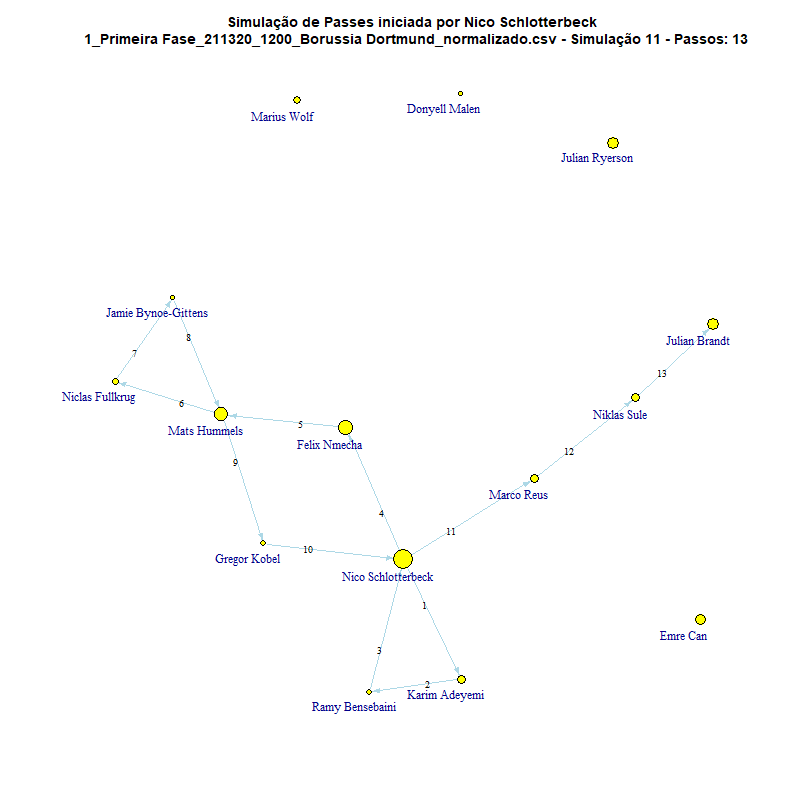 Simulação de Passes iniciada por Nico Schlotterbeck
1_Primeira Fase_211320_1200_Borussia Dortmund_normalizado.csv - Simulação 11 - Passos: 13
Donyell Malen
Marius Wolf
Julian Ryerson
Jamie Bynoe-Gittens
8
Julian Brandt
7
13
Niclas Fullkrug
6
Niklas Sule
5
Mats Hummels
Felix Nmecha
12
9
Marco Reus
4
11
10
Gregor Kobel
Nico Schlotterbeck
1
Emre Can
3
2
Karim Adeyemi
Ramy Bensebaini